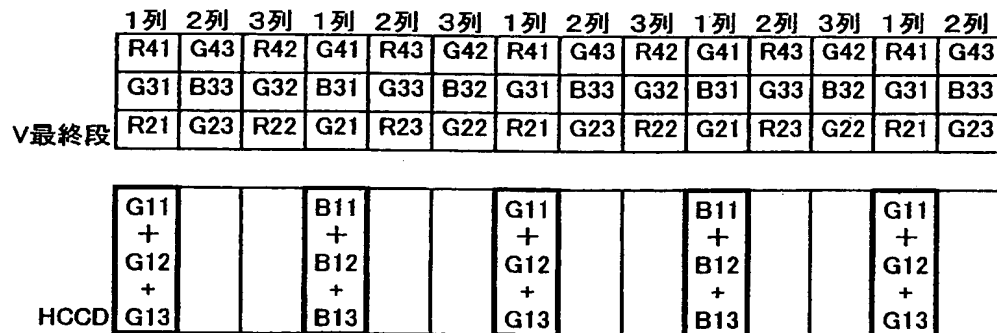 1列 2列 3列 1列 2列 3列 1列 2列 3列 1列 2列 3列 1列 2列
R41 G43 R42 G41 R43 G42 R41 G43 R42 G41 R43 G42 R41 G43
G31 B33 G32 B31 G33 B32 G31 B33 G32 B31 G33 B32 G31 B33
V最終段 R21 G23 R22 G21 R23 G22 R21 G23 R22 G21 R23 G22 R21 G23
G11 B11 G11 B11 G11
+ + + + +
G12 B12 G12 B12 G12
+ + + + +
HCCD G13 B13 G13 B13 G13